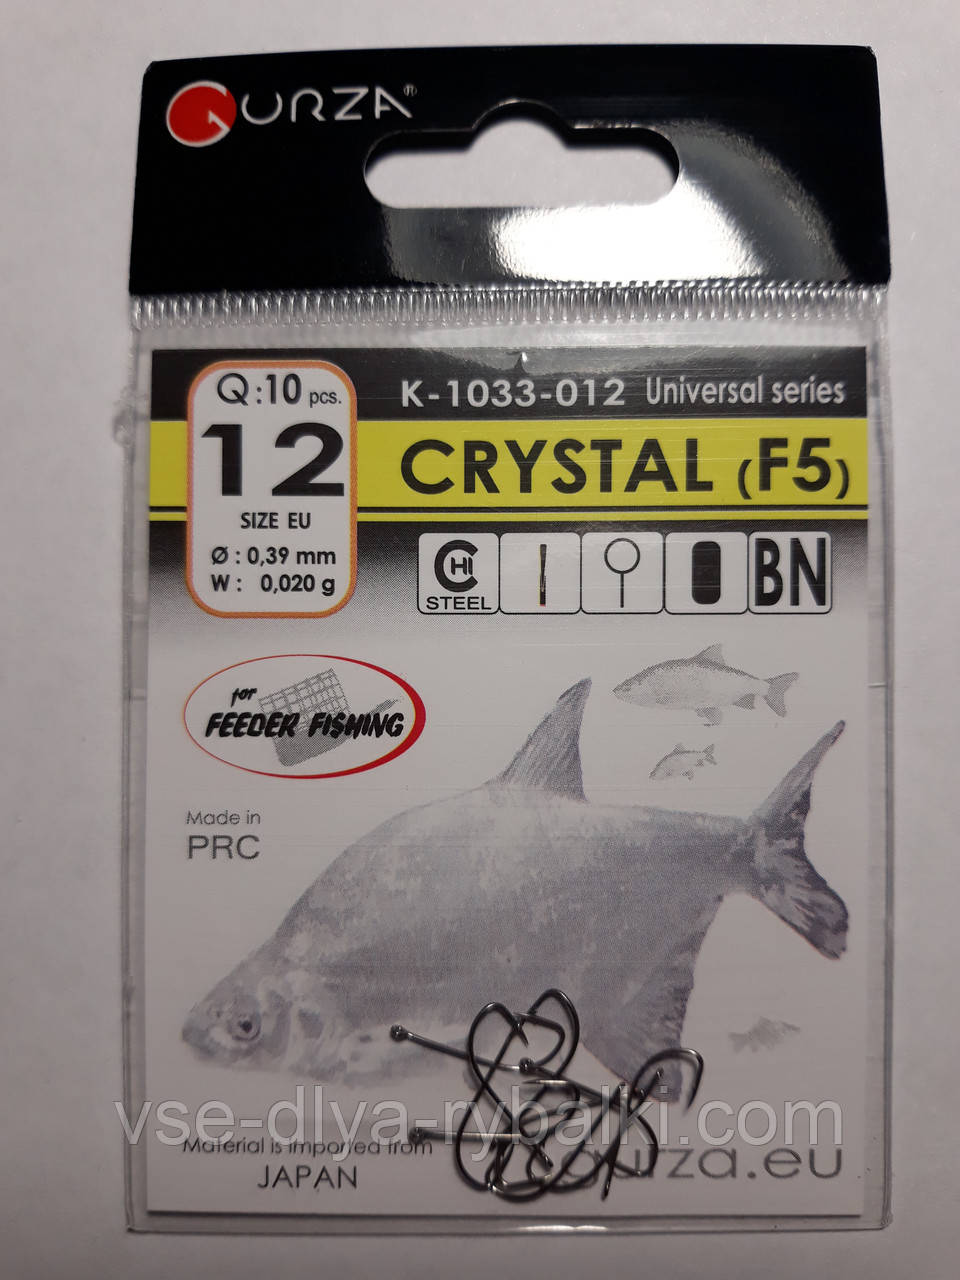 GURZA®
Q:10 pcs.
12
SIZE EU
Ø: 0,39 mm
W: 0,020 g
K-1033-012 Universal series
CRYSTAL (F5)
C HI STEEL
BN
for
FEEDER FISHING
Made in
PRC
vse-dlya-rybalki.com
Material is imported from
JAPAN
gurza.eu